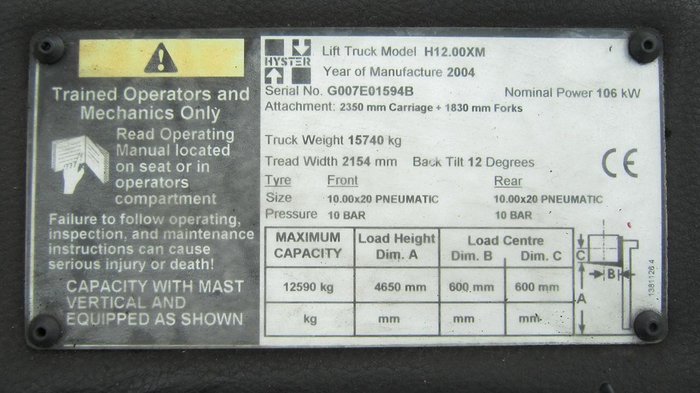 Trained Operators and
Mechanics Only
Read Operating
Manual located
on seat or in
operators
compartment
Failure to follow operating,
inspection, and maintenance
instructions can cause
serious injury or death!
CAPACITY WITH MAST
VERTICAL AND
EQUIPPED AS SHOWN
HYSTER
Lift Truck Model H12.00XM
Year of Manufacture 2004
Serial No. G007E01594B Nominal Power 106 kW
Attachment: 2350 mm Carriage + 1830 mm Forks
Truck Weight 15740 kg
Tread Width 2154 mm Back Tilt 12 Degrees
CE
Tyre Front Rear
Size 10.00x20 PNEUMATIC 10.00x20 PNEUMATIC
Pressure 10 BAR 10 BAR
MAXIMUM CAPACITY Load Height Dim. A Load Centre Dim. B Dim. C
12590 kg 4650 mm 600 mm 600 mm
kg mm mm mm
C
B
A
1381126 4